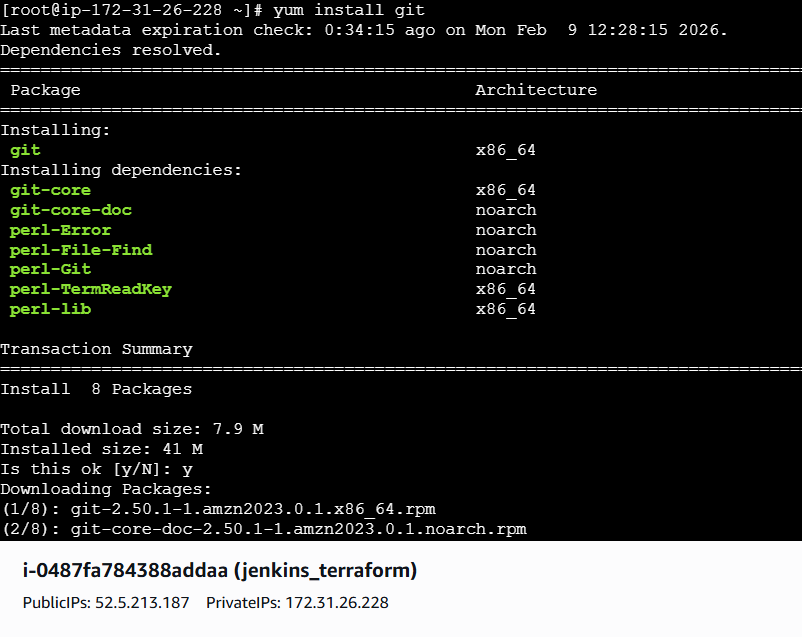 [root@ip-172-31-26-228 ~]# yum install git
Last metadata expiration check: 0:34:15 ago on Mon Feb  9 12:28:15 2026.
Dependencies resolved.
================================================================================
 Package                                      Architecture
================================================================================
Installing:
 git                                          x86_64
Installing dependencies:
 git-core                                     x86_64
 git-core-doc                                 noarch
 perl-Error                                   noarch
 perl-File-Find                               noarch
 perl-Git                                     noarch
 perl-TermReadKey                             x86_64
 perl-lib                                     x86_64
Transaction Summary
================================================================================
Install  8 Packages
Total download size: 7.9 M
Installed size: 41 M
Is this ok [y/N]: y
Downloading Packages:
(1/8): git-2.50.1-1.amzn2023.0.1.x86_64.rpm
(2/8): git-core-doc-2.50.1-1.amzn2023.0.1.noarch.rpm
i-0487fa784388addaa (jenkins_terraform)
PublicIPs: 52.5.213.187    PrivateIPs: 172.31.26.228